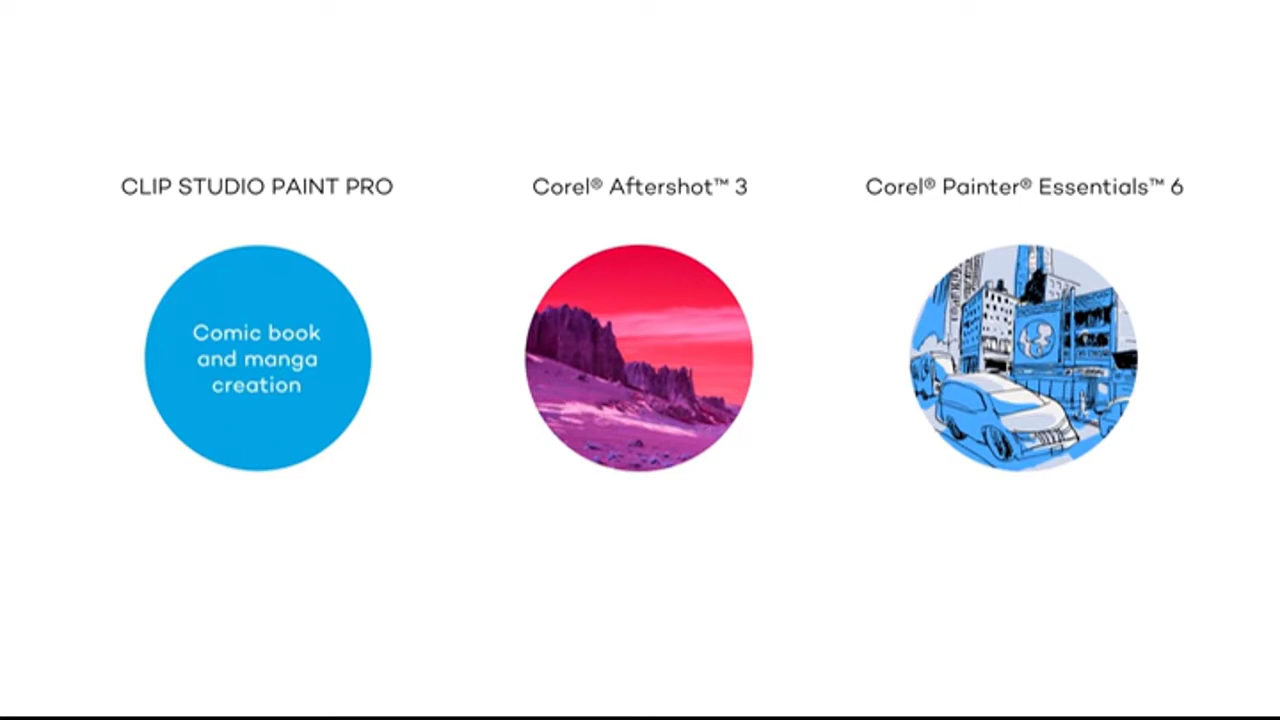 CLIP STUDIO PAINT PRO
Corel® Aftershot™ 3
Corel® Painter® Essentials™ 6
Comic book
and manga
creation